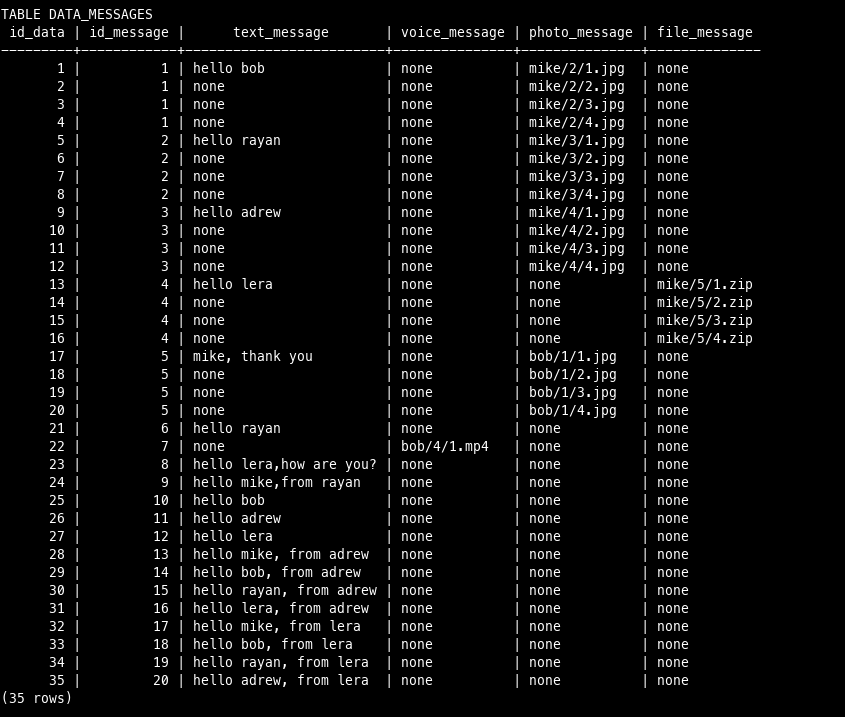 TABLE DATA_MESSAGES
 id_data | id_message |      text_message       | voice_message | photo_message | file_message
---------+------------+-------------------------+---------------+---------------+--------------
       1 |          1 | hello bob               | none          | mike/2/1.jpg  | none
       2 |          1 | none                    | none          | mike/2/2.jpg  | none
       3 |          1 | none                    | none          | mike/2/3.jpg  | none
       4 |          1 | none                    | none          | mike/2/4.jpg  | none
       5 |          2 | hello rayan             | none          | mike/3/1.jpg  | none
       6 |          2 | none                    | none          | mike/3/2.jpg  | none
       7 |          2 | none                    | none          | mike/3/3.jpg  | none
       8 |          2 | none                    | none          | mike/3/4.jpg  | none
       9 |          3 | hello adrew             | none          | mike/4/1.jpg  | none
      10 |          3 | none                    | none          | mike/4/2.jpg  | none
      11 |          3 | none                    | none          | mike/4/3.jpg  | none
      12 |          3 | none                    | none          | mike/4/4.jpg  | none
      13 |          4 | hello lera              | none          | none          | mike/5/1.zip
      14 |          4 | none                    | none          | none          | mike/5/2.zip
      15 |          4 | none                    | none          | none          | mike/5/3.zip
      16 |          4 | none                    | none          | none          | mike/5/4.zip
      17 |          5 | mike, thank you         | none          | bob/1/1.jpg   | none
      18 |          5 | none                    | none          | bob/1/2.jpg   | none
      19 |          5 | none                    | none          | bob/1/3.jpg   | none
      20 |          5 | none                    | none          | bob/1/4.jpg   | none
      21 |          6 | hello rayan             | none          | none          | none
      22 |          7 | none                    | bob/4/1.mp4   | none          | none
      23 |          8 | hello lera,how are you? | none          | none          | none
      24 |          9 | hello mike,from rayan   | none          | none          | none
      25 |         10 | hello bob               | none          | none          | none
      26 |         11 | hello adrew             | none          | none          | none
      27 |         12 | hello lera              | none          | none          | none
      28 |         13 | hello mike, from adrew  | none          | none          | none
      29 |         14 | hello bob, from adrew   | none          | none          | none
      30 |         15 | hello rayan, from adrew | none          | none          | none
      31 |         16 | hello lera, from adrew  | none          | none          | none
      32 |         17 | hello mike, from lera   | none          | none          | none
      33 |         18 | hello bob, from lera    | none          | none          | none
      34 |         19 | hello rayan, from lera  | none          | none          | none
      35 |         20 | hello adrew, from lera  | none          | none          | none
(35 rows)